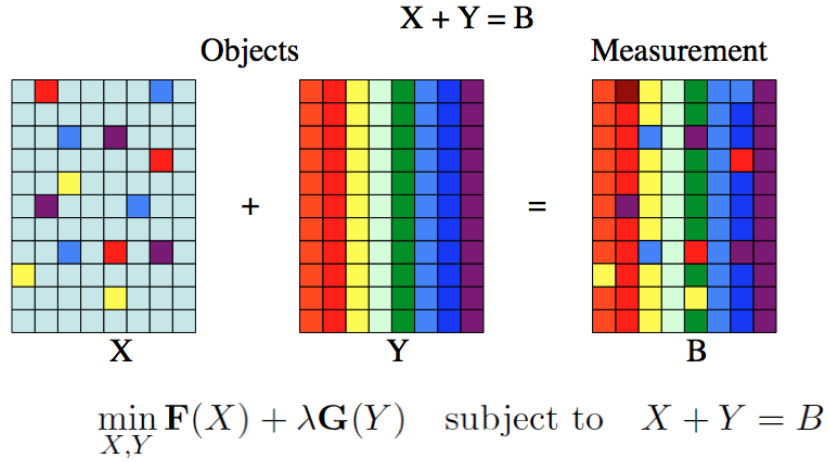 X + Y = B
Objects Measurement
+ =
X Y B
min F(X) + λG(Y) subject to X + Y = B
X,Y